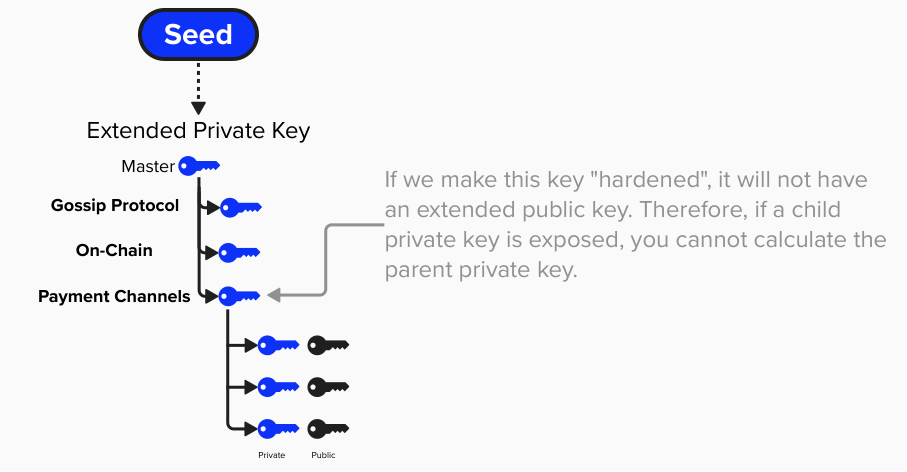 Seed
Extended Private Key
Master
Gossip Protocol
On-Chain
Payment Channels
If we make this key "hardened", it will not have
an extended public key. Therefore, if a child
private key is exposed, you cannot calculate the
parent private key.
Private Public